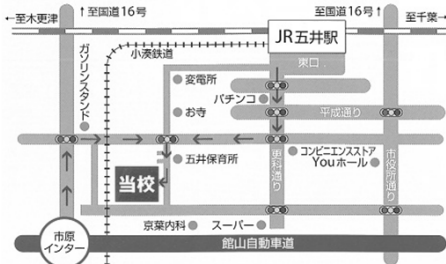 至国道16号
至国道16号
至木更津
至千葉
JR五井駅
小湊鉄道
東口
ガソリンスタンド
変電所
パチンコ
お寺
平成通り
五井保育所
コンビニエンスストア
Youホール
更科通り
市役所通り
当校
京葉内科
スーパー
市原
インター
館山自動車道